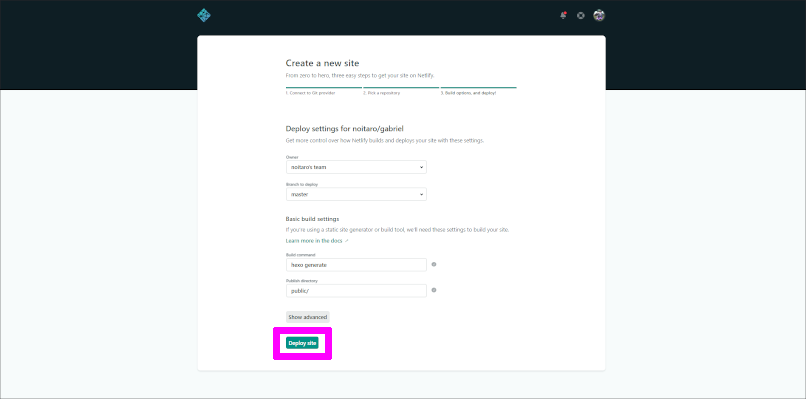 Create a new site
From zero to hero, three easy steps to get your site on Netlify.
1. Connect to Git provider
2. Pick a repository
3. Build options, and deploy!
Deploy settings for noitaro/gabriel
Get more control over how Netlify builds and deploys your site with these settings.
Owner
noitaro's team
Branch to deploy
master
Basic build settings
If you're using a static site generator or build tool, we'll need these settings to build your site.
Learn more in the docs
Build command
hexo generate
Publish directory
public/
Show advanced
Deploy site